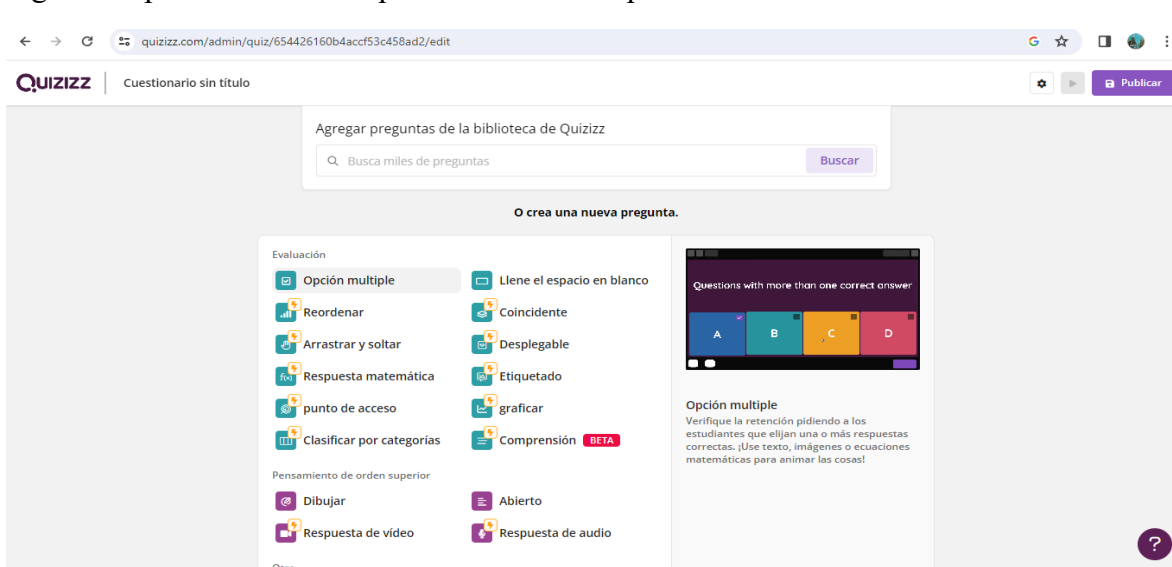 quizizz.com/admin/quiz/654426160b4accf53c458ad2/edit
QUIZIZZ
Cuestionario sin título
Publicar
Agregar preguntas de la biblioteca de Quizizz
Busca miles de preguntas
Buscar
O crea una nueva pregunta.
Evaluación
Opción multiple
Llene el espacio en blanco
Reordenar
Coincidente
Arrastrar y soltar
Desplegable
Respuesta matemática
Etiquetado
punto de acceso
graficar
Clasificar por categorías
Comprensión BETA
Pensamiento de orden superior
Dibujar
Abierto
Respuesta de vídeo
Respuesta de audio
Questions with more than one correct answer
A B C D
Opción multiple
Verifique la retención pidiendo a los
estudiantes que elijan una o más respuestas
correctas. ¡Use texto, imágenes o ecuaciones
matemáticas para animar las cosas!
?